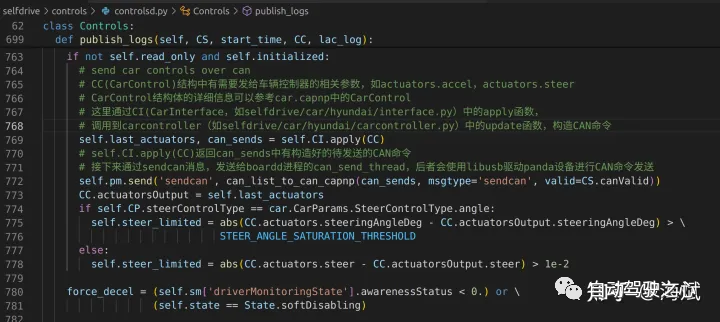 selfdrive > controls > controlsd.py > Controls > publish_logs
62 class Controls:
699 def publish_logs(self, CS, start_time, CC, lac_log):
763 if not self.read_only and self.initialized:
764 # send car controls over can
765 # CC(CarControl)结构中有需要发给车辆控制器的相关参数，如actuators.accel，actuators.steer
766 # CarControl结构体的详细信息可以参考car.capnp中的CarControl
767 # 这里通过CI(CarInterface，如selfdrive/car/hyundai/interface.py）中的apply函数，
768 # 调用到carcontroller（如selfdrive/car/hyundai/carcontroller.py）中的update函数，构造CAN命令
769 self.last_actuators, can_sends = self.CI.apply(CC)
770 # self.CI.apply(CC)返回can_sends中有构造好的待发送的CAN命令
771 # 接下来通过sendcan消息，发送给boardd进程的can_send_thread，后者会使用libusb驱动panda设备进行CAN命令发送
772 self.pm.send('sendcan', can_list_to_can_capnp(can_sends, msgtype='sendcan', valid=CS.canValid))
773 CC.actuatorsOutput = self.last_actuators
774 if self.CP.steerControlType == car.CarParams.SteerControlType.angle:
775 self.steer_limited = abs(CC.actuators.steeringAngleDeg - CC.actuatorsOutput.steeringAngleDeg) > \
776 STEER_ANGLE_SATURATION_THRESHOLD
777 else:
778 self.steer_limited = abs(CC.actuators.steer - CC.actuatorsOutput.steer) > 1e-2
779
780 force_decel = (self.sm['driverMonitoringState'].awarenessStatus < 0.) or \
781 (self.state == State.softDisabling)
自动驾驶之心